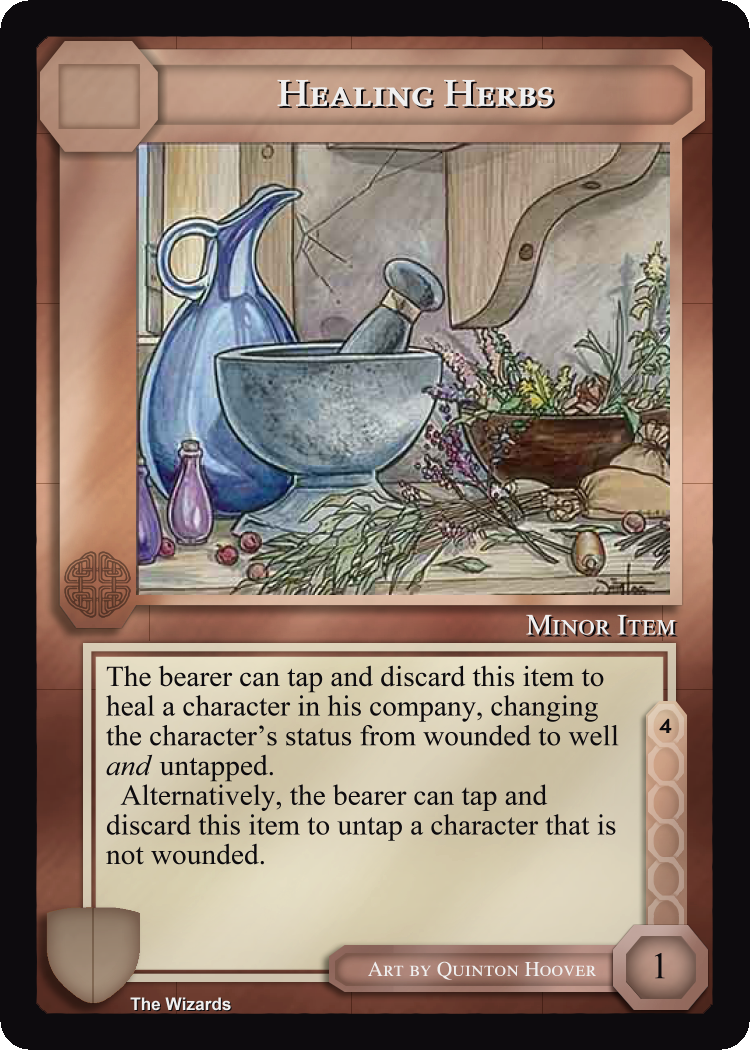 Healing Herbs
Quinton
Minor Item
The bearer can tap and discard this item to
heal a character in his company, changing
the character's status from wounded to well
and untapped.
Alternatively, the bearer can tap and
discard this item to untap a character that is
not wounded.
4
Art by Quinton Hoover
1
The Wizards